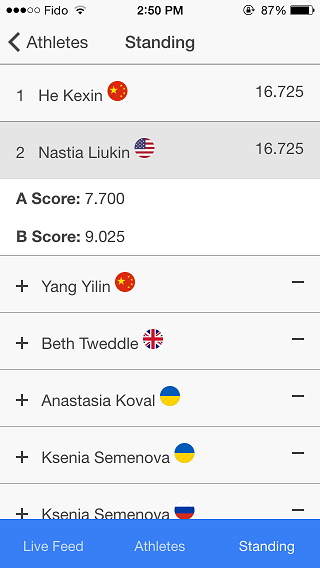 Fido 2:50 PM 87%
Athletes Standing
1 He Kexin 16.725
2 Nastia Liukin 16.725
A Score: 7.700
B Score: 9.025
+ Yang Yilin –
+ Beth Tweddle –
+ Anastasia Koval –
+ Ksenia Semenova –
+ Ksenia Semenova –
Live Feed Athletes Standing